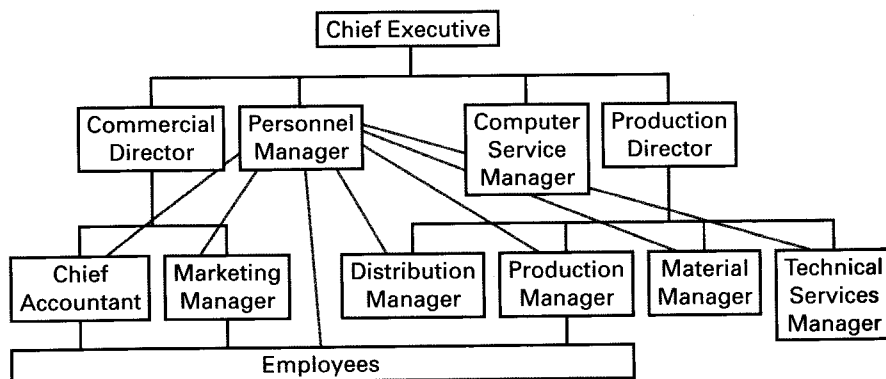 Chief Executive
Commercial
Director
Personnel
Manager
Computer
Service
Manager
Production
Director
Chief
Accountant
Marketing
Manager
Distribution
Manager
Production
Manager
Material
Manager
Technical
Services
Manager
Employees